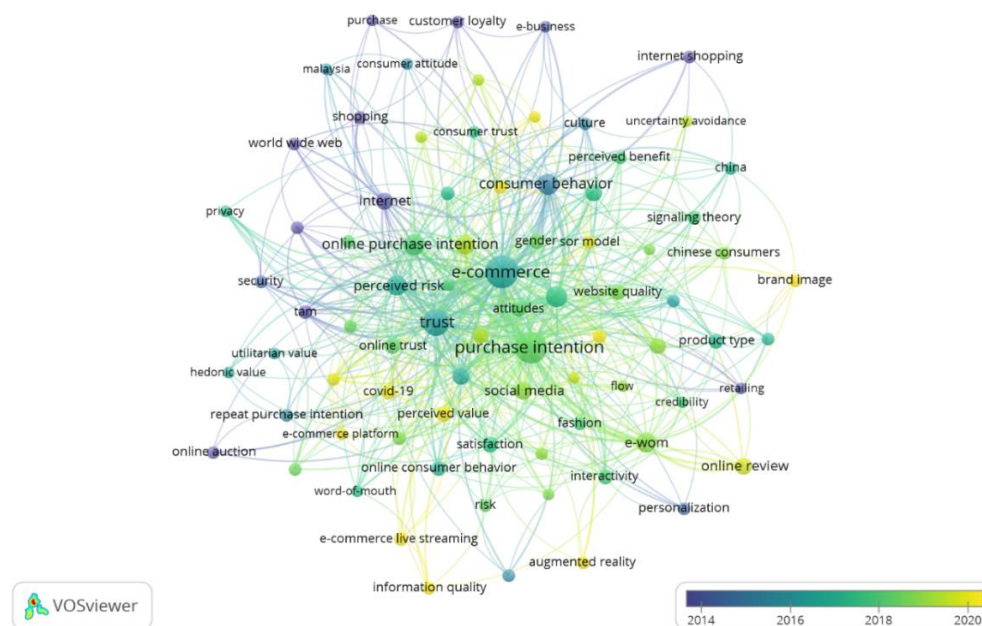 purchase
customer loyalty
e-business
malaysia
consumer attitude
internet shopping
shopping
consumer trust
culture
uncertainty avoidance
world wide web
perceived benefit
china
consumer behavior
internet
privacy
signaling theory
online purchase intention
gender
sor model
chinese consumers
e-commerce
security
perceived risk
website quality
brand image
attitudes
tam
trust
online trust
purchase intention
product type
utilitarian value
hedonic value
covid-19
social media
flow
retailing
credibility
repeat purchase intention
perceived value
fashion
e-commerce platform
satisfaction
e-wom
online auction
online consumer behavior
interactivity
online review
word-of-mouth
risk
personalization
e-commerce live streaming
augmented reality
information quality
VOSviewer
2014
2016
2018
2020